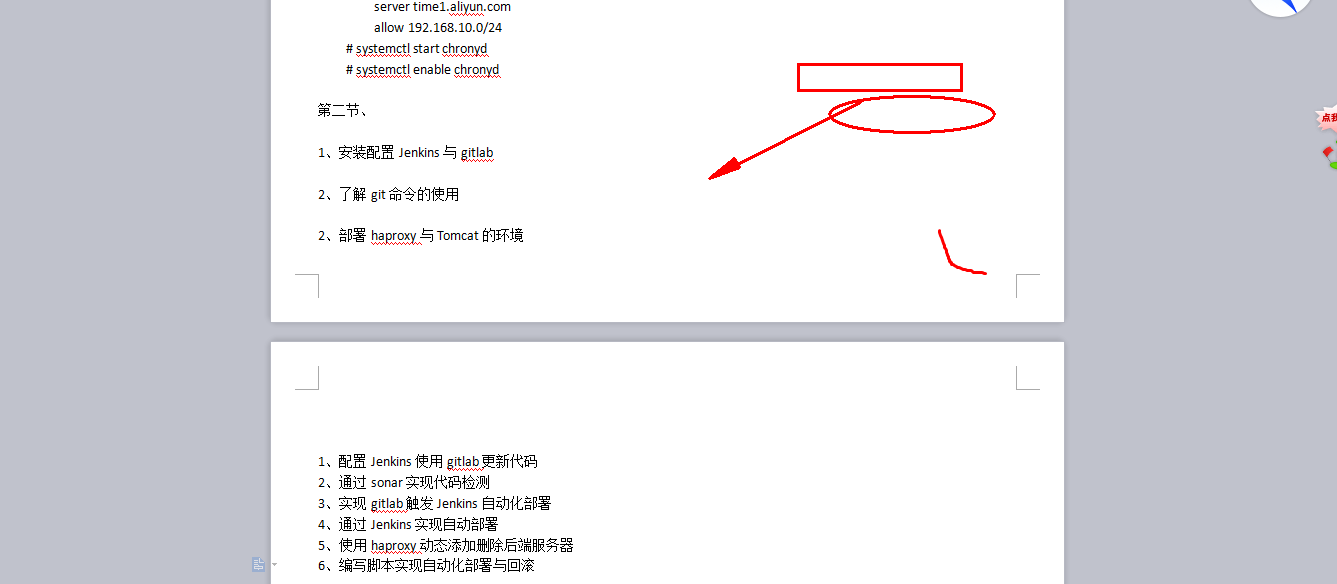 server time1.aliyun.com
allow 192.168.10.0/24
# systemctl start chronyd
# systemctl enable chronyd
第二节、
1、安装配置 Jenkins 与 gitlab
2、了解 git 命令的使用
2、部署 haproxy 与 Tomcat 的环境
1、配置 Jenkins 使用 gitlab 更新代码
2、通过 sonar 实现代码检测
3、实现 gitlab 触发 Jenkins 自动化部署
4、通过 Jenkins 实现自动部署
5、使用 haproxy 动态添加删除后端服务器
6、编写脚本实现自动化部署与回滚